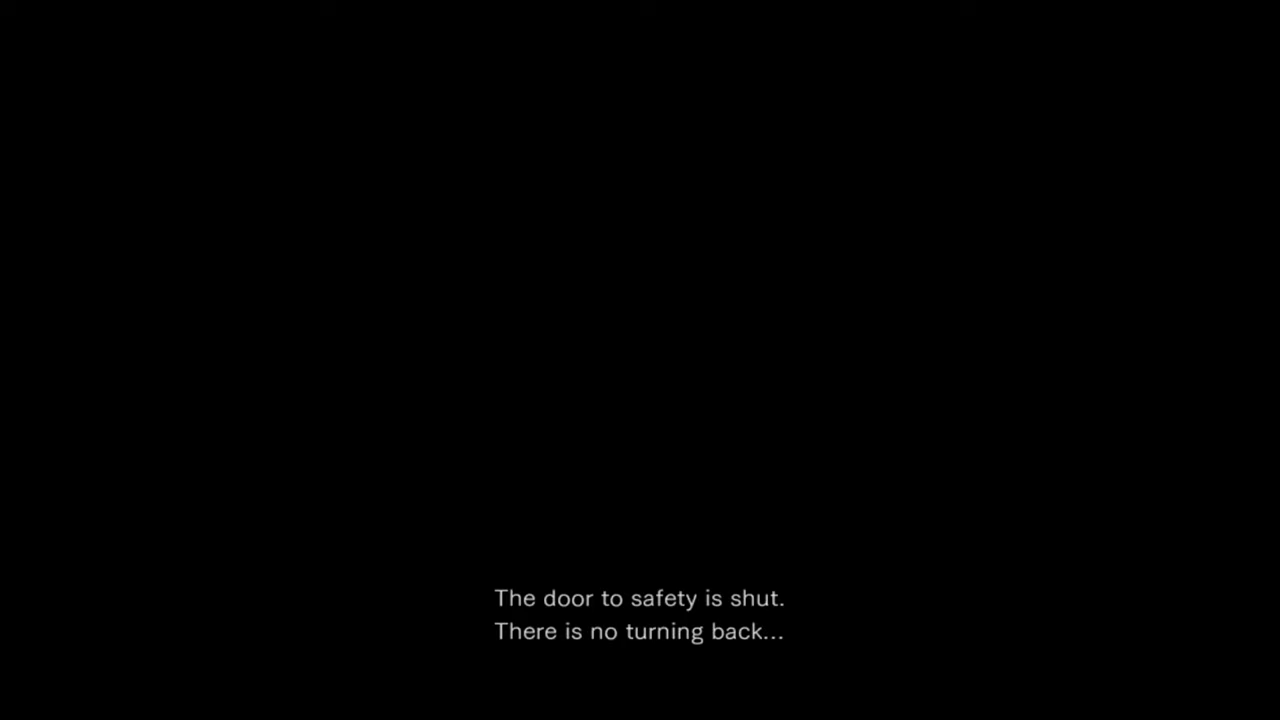 The door to safety is shut.
There is no turning back...